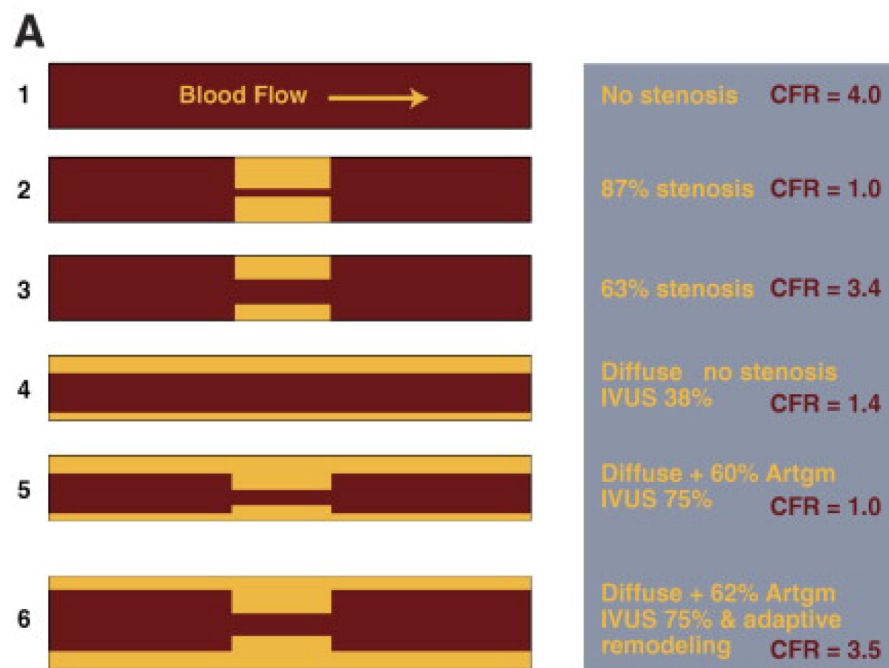 A
1 Blood Flow No stenosis CFR = 4.0
2 87% stenosis CFR = 1.0
3 63% stenosis CFR = 3.4
4 Diffuse no stenosis
IVUS 38% CFR = 1.4
5 Diffuse + 60% Artgm
IVUS 75% CFR = 1.0
6 Diffuse + 62% Artgm
IVUS 75% & adaptive
remodeling CFR = 3.5